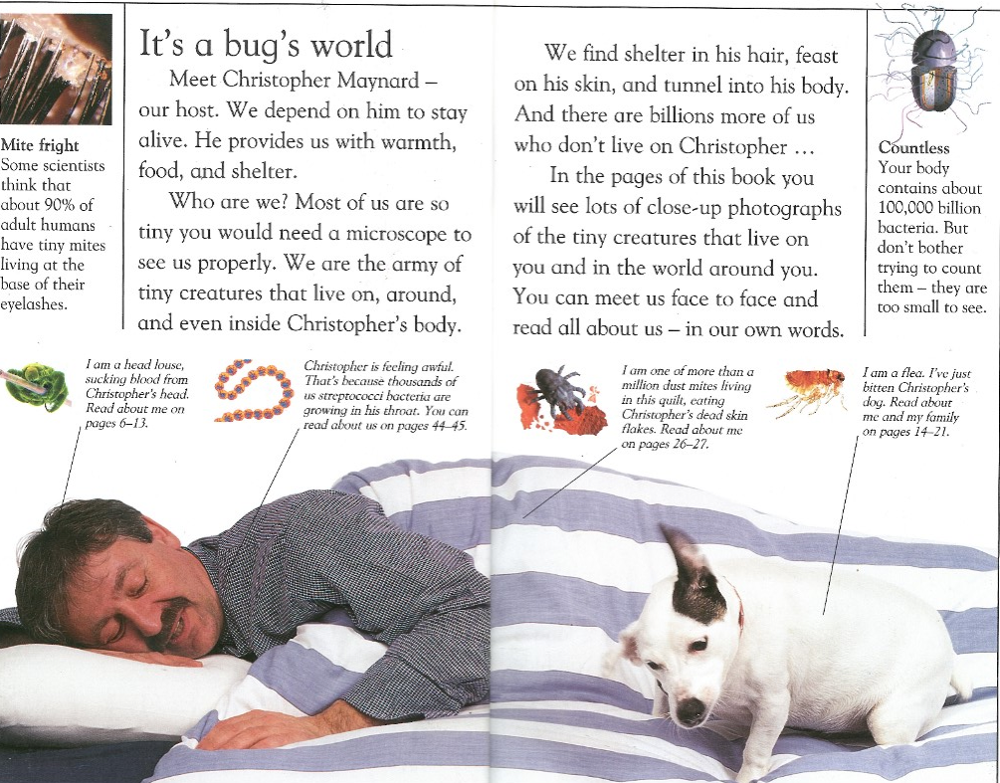 It's a bug's world
Meet Christopher Maynard –
our host. We depend on him to stay
alive. He provides us with warmth,
food, and shelter.
Who are we? Most of us are so
tiny you would need a microscope to
see us properly. We are the army of
tiny creatures that live on, around,
and even inside Christopher's body.
Mite fright
Some scientists
think that
about 90% of
adult humans
have tiny mites
living at the
base of their
eyelashes.
We find shelter in his hair, feast
on his skin, and tunnel into his body.
And there are billions more of us
who don't live on Christopher ...
In the pages of this book you
will see lots of close-up photographs
of the tiny creatures that live on
you and in the world around you.
You can meet us face to face and
read all about us – in our own words.
Countless
Your body
contains about
100,000 billion
bacteria. But
don't bother
trying to count
them – they are
too small to see.
I am a head louse,
sucking blood from
Christopher's head.
Read about me on
pages 6–13.
Christopher is feeling awful.
That's because thousands of
us streptococci bacteria are
growing in his throat. You can
read about us on pages 44–45.
I am one of more than a
million dust mites living
in this quilt, eating
Christopher's dead skin
flakes. Read about me
on pages 26–27.
I am a flea. I've just
bitten Christopher's
dog. Read about
me and my family
on pages 14–21.